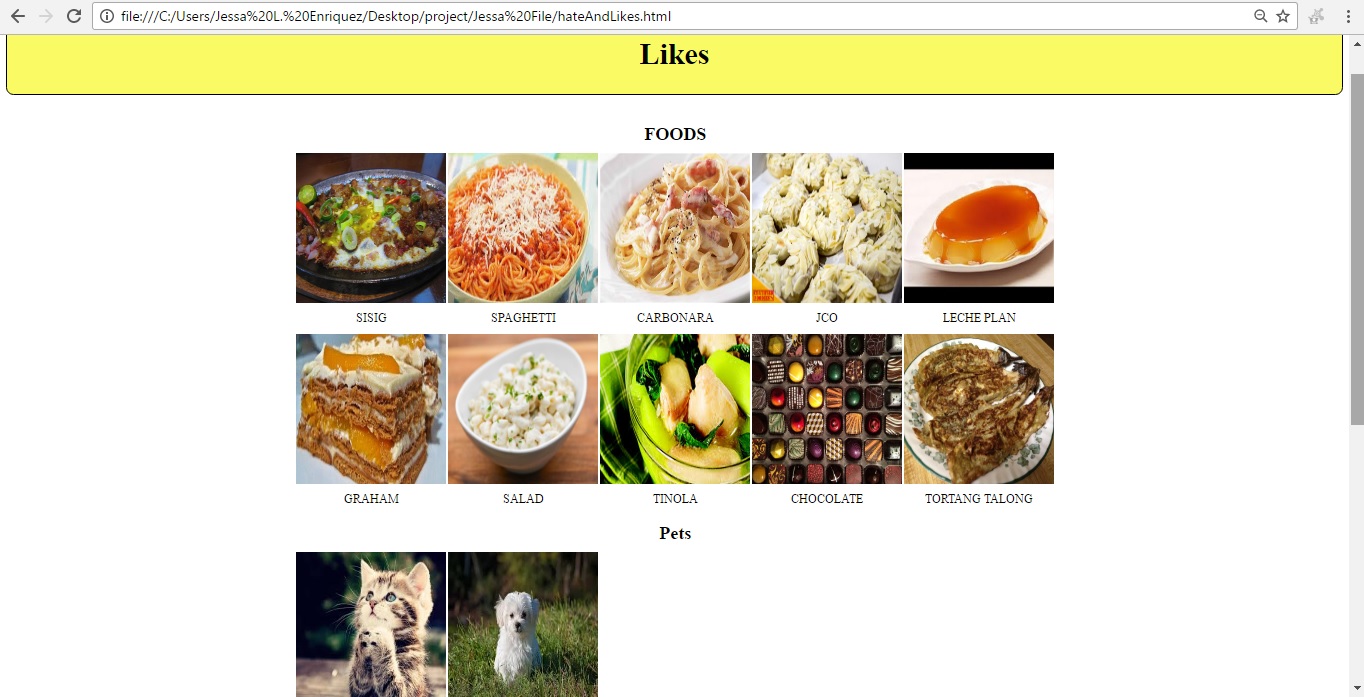 file:///C:/Users/Jessa%20L.%20Enriquez/Desktop/project/Jessa%20File/hateAndLikes.html
Likes
FOODS
SISIG SPAGHETTI CARBONARA JCO LECHE PLAN
GRAHAM SALAD TINOLA CHOCOLATE TORTANG TALONG
Pets